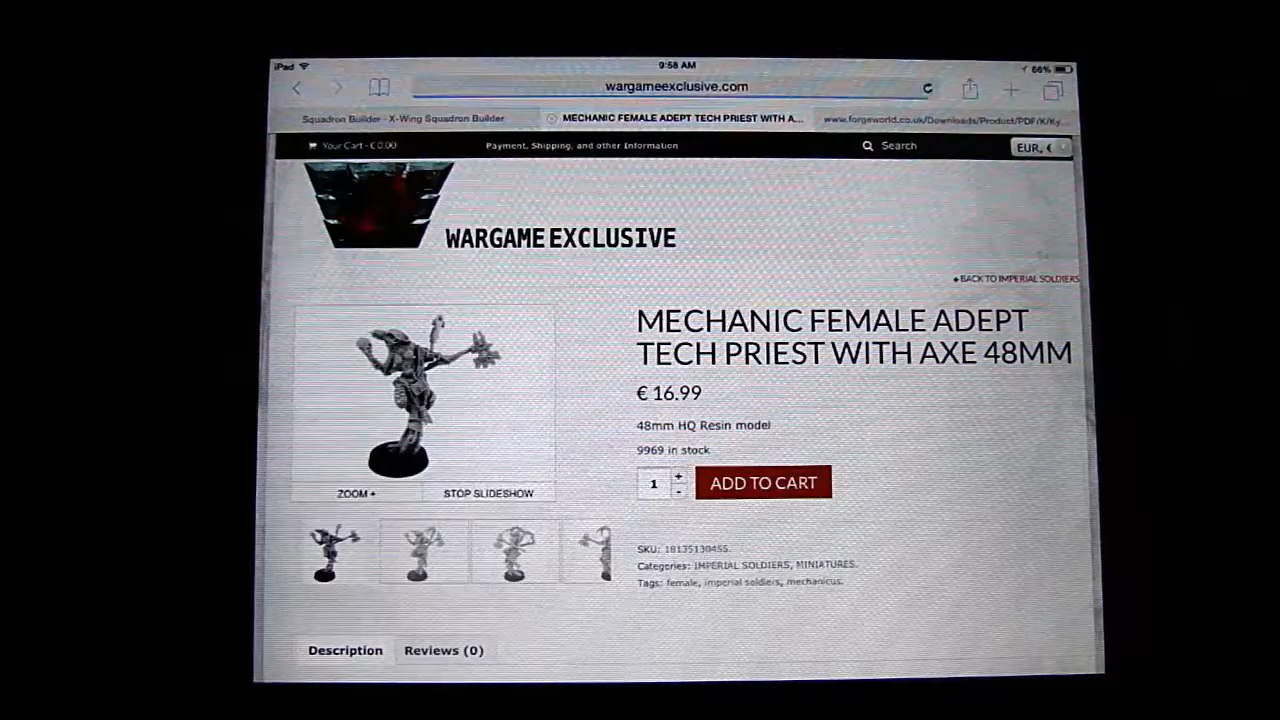 iPad 9:58 AM 66%
wargameexclusive.com
Squadron Builder - X-Wing Squadron Builder MECHANIC FEMALE ADEPT TECH PRIEST WITH A... www.forgeworld.co.uk/Downloads/Product/PDF/K/Ky...
Your Cart - € 0.00 Payment, Shipping, and other Information Search EUR, €
WARGAME EXCLUSIVE
BACK TO IMPERIAL SOLDIERS
MECHANIC FEMALE ADEPT
TECH PRIEST WITH AXE 48MM
€ 16.99
48mm HQ Resin model
9969 in stock
1 + - ADD TO CART
ZOOM + STOP SLIDESHOW
SKU: 18135130455.
Categories: IMPERIAL SOLDIERS, MINIATURES.
Tags: female, imperial soldiers, mechanicus.
Description Reviews (0)